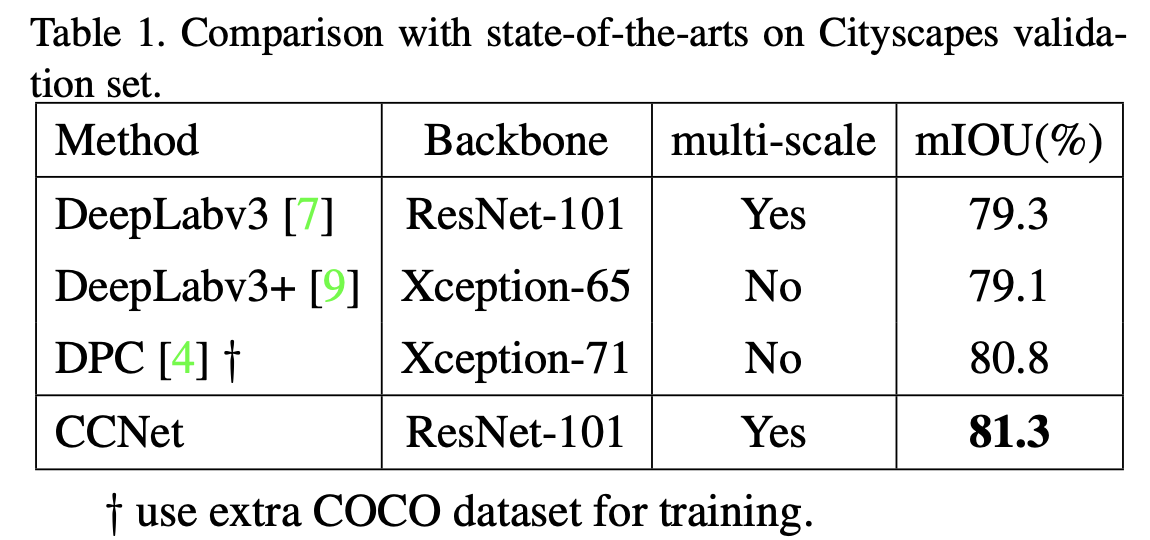 Table 1. Comparison with state-of-the-arts on Cityscapes valida-
tion set.
Method Backbone multi-scale mIOU(%)
DeepLabv3 [7] ResNet-101 Yes 79.3
DeepLabv3+ [9] Xception-65 No 79.1
DPC [4] † Xception-71 No 80.8
CCNet ResNet-101 Yes 81.3
† use extra COCO dataset for training.